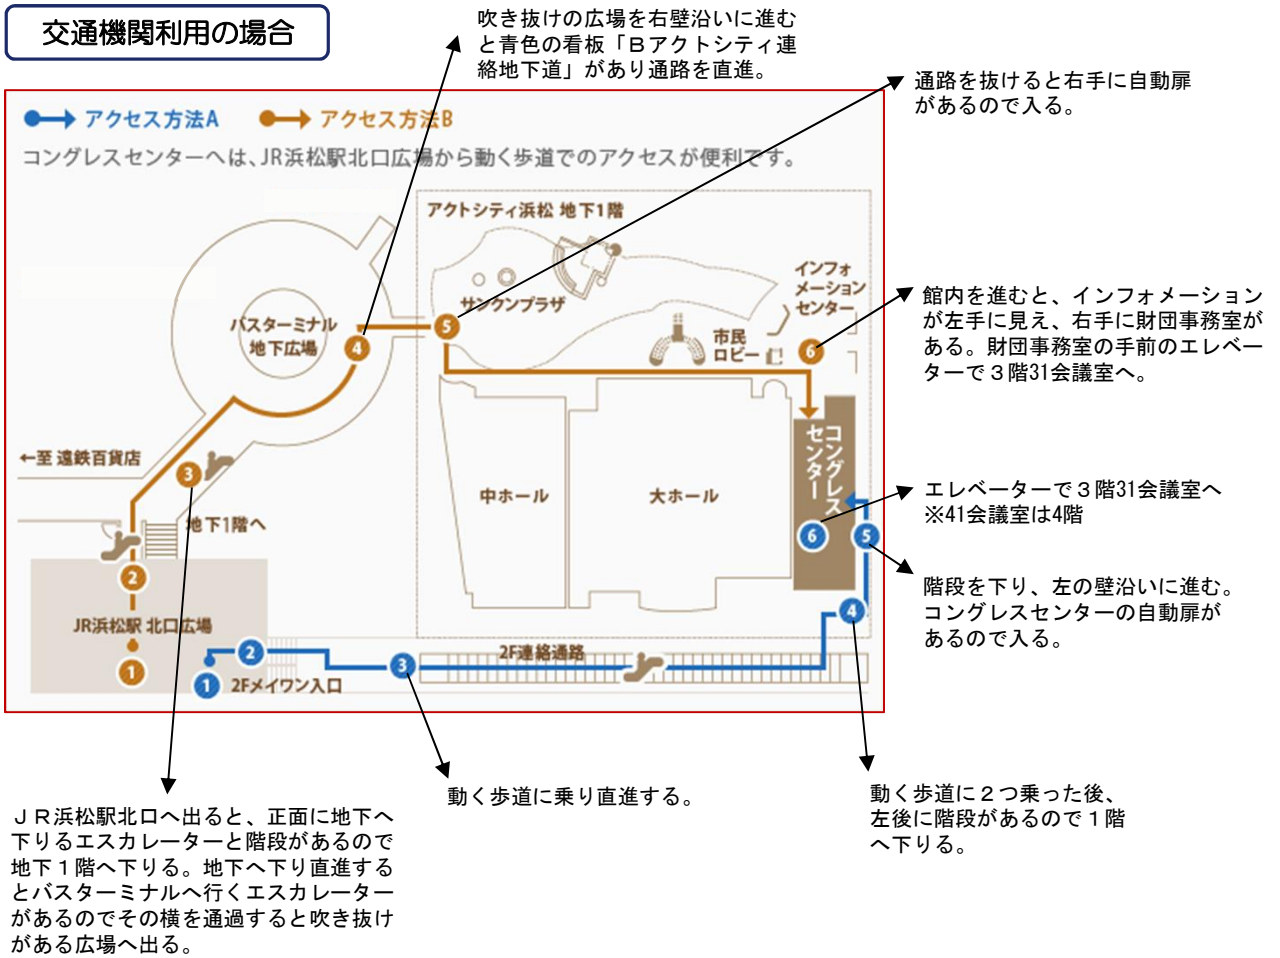 交通機関利用の場合
吹き抜けの広場を右壁沿いに進む
と青色の看板「Ｂアクトシティ連
絡地下道」があり通路を直進。
通路を抜けると右手に自動扉
があるので入る。
アクセス方法A
アクセス方法B
コングレスセンターへは、JR浜松駅北口広場から動く歩道でのアクセスが便利です。
アクトシティ浜松 地下1階
サンクンプラザ
インフォ
メーション
センター
バスターミナル
地下広場
市民
ロビー
4
5
6
館内を進むと、インフォメーション
が左手に見え、右手に財団事務室が
ある。財団事務室の手前のエレベー
ターで３階31会議室へ。
←至 遠鉄百貨店
3
地下1階へ
2
JR浜松駅 北口広場
1
中ホール
大ホール
コングレス
センター
6
5
エレベーターで３階31会議室へ
※41会議室は4階
階段を下り、左の壁沿いに進む。
コングレスセンターの自動扉が
あるので入る。
4
2F連絡通路
3
2
1
2Fメイワン入口
動く歩道に乗り直進する。
動く歩道に２つ乗った後、
左後に階段があるので１階
へ下りる。
ＪＲ浜松駅北口へ出ると、正面に地下へ
下りるエスカレーターと階段があるので
地下１階へ下りる。地下へ下り直進する
とバスターミナルへ行くエスカレーター
があるのでその横を通過すると吹き抜け
がある広場へ出る。